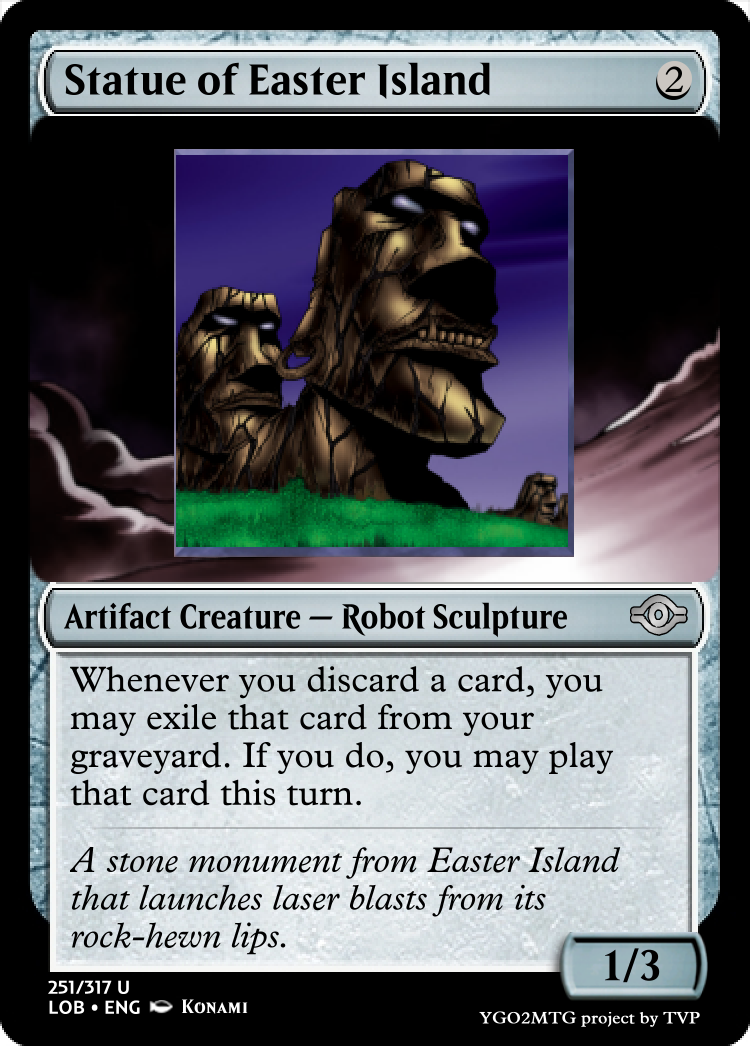 Statue of Easter Island 2
Artifact Creature — Robot Sculpture
Whenever you discard a card, you
may exile that card from your
graveyard. If you do, you may play
that card this turn.
A stone monument from Easter Island
that launches laser blasts from its
rock-hewn lips.
1/3
251/317 U
LOB • ENG KONAMI
YGO2MTG project by TVP